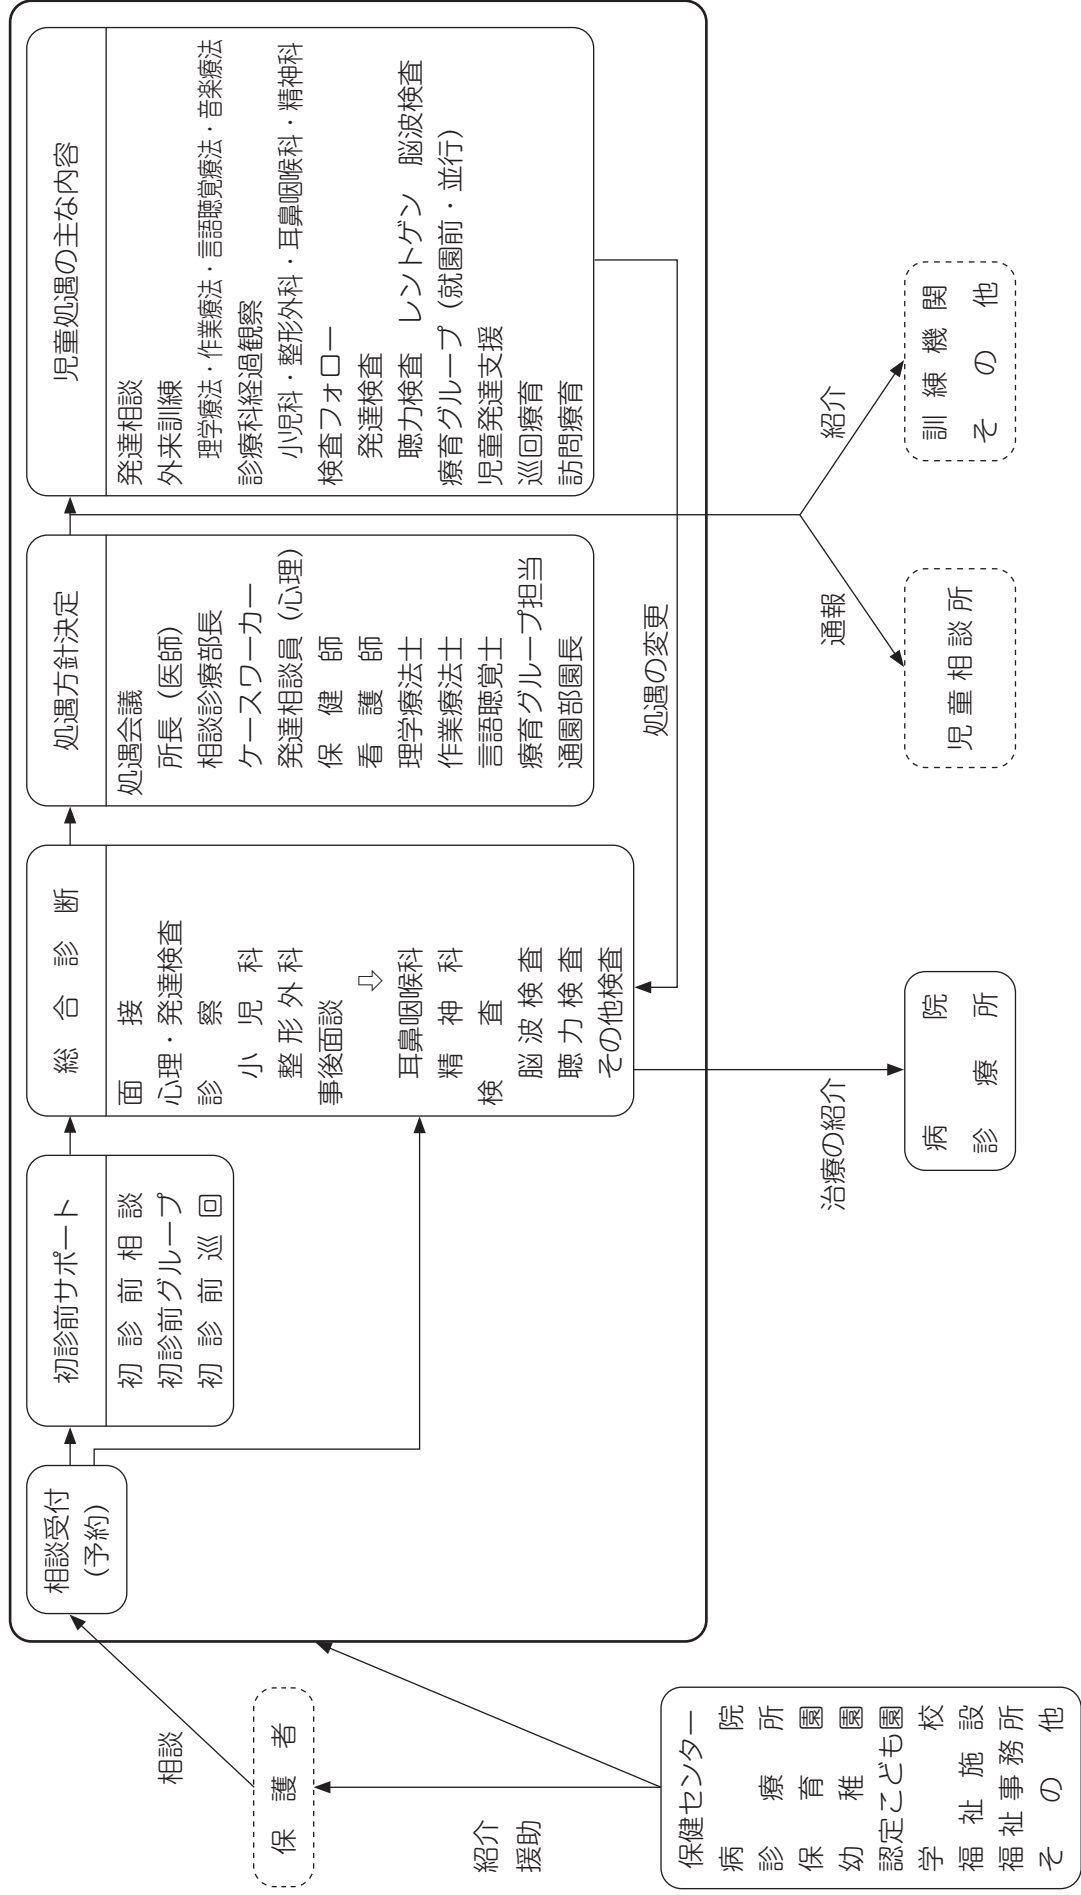 保護者
相談
紹介
援助
保健センター
病院
診療所
保育園
幼稚園
認定こども園
学校
福祉施設
福祉事務所
その他
相談受付
(予約)
初診前サポート
初診前相談
初診前グループ
初診前巡回
総合診断
面接
心理・発達検査
診察
小児科
整形外科
事後面談
⇨
耳鼻咽喉科
精神科
検査
脳波検査
聴力検査
その他検査
処遇方針決定
処遇会議
所長（医師）
相談診療部長
ケースワーカー
発達相談員（心理）
保健師
看護師
理学療法士
作業療法士
言語聴覚士
療育グループ担当
通園部園長
児童処遇の主な内容
発達相談
外来訓練
理学療法・作業療法・言語聴覚療法・音楽療法
診療科経過観察
小児科・整形外科・耳鼻咽喉科・精神科
検査フォロー
発達検査
聴力検査 レントゲン 脳波検査
療育グループ（就園前・並行）
児童発達支援
巡回療育
訪問療育
処遇の変更
治療の紹介
病院
診療所
通報
児童相談所
紹介
訓練機関
その他